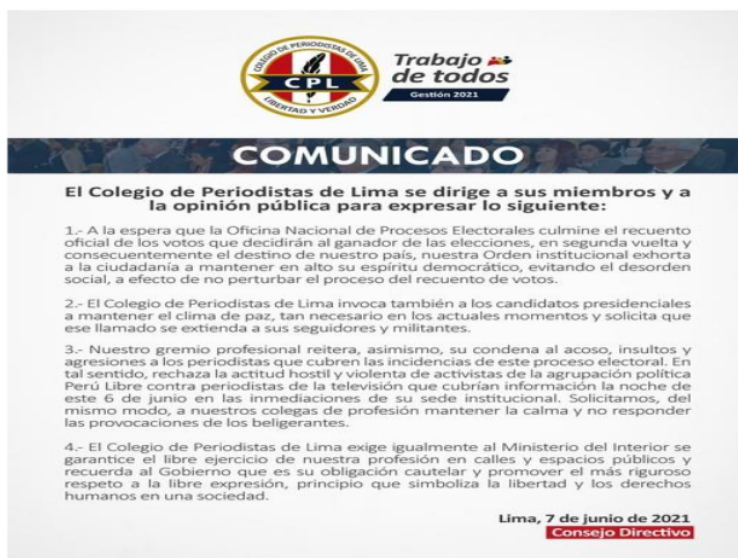 COLEGIO DE PERIODISTAS DE LIMA
CPL
LIBERTAD Y VERDAD
Trabajo
de todos
Gestión 2021
COMUNICADO
El Colegio de Periodistas de Lima se dirige a sus miembros y a
la opinión pública para expresar lo siguiente:
1.- A la espera que la Oficina Nacional de Procesos Electorales culmine el recuento
oficial de los votos que decidirán al ganador de las elecciones, en segunda vuelta y
consecuentemente el destino de nuestro país, nuestra Orden institucional exhorta
a la ciudadanía a mantener en alto su espíritu democrático, evitando el desorden
social, a efecto de no perturbar el proceso del recuento de votos.
2.- El Colegio de Periodistas de Lima invoca también a los candidatos presidenciales
a mantener el clima de paz, tan necesario en los actuales momentos y solicita que
ese llamado se extienda a sus seguidores y militantes.
3.- Nuestro gremio profesional reitera, asimismo, su condena al acoso, insultos y
agresiones a los periodistas que cubren las incidencias de este proceso electoral. En
tal sentido, rechaza la actitud hostil y violenta de activistas de la agrupación política
Perú Libre contra periodistas de la televisión que cubrían información la noche de
este 6 de junio en las inmediaciones de su sede institucional. Solicitamos, del
mismo modo, a nuestros colegas de profesión mantener la calma y no responder
las provocaciones de los beligerantes.
4.- El Colegio de Periodistas de Lima exige igualmente al Ministerio del Interior se
garantice el libre ejercicio de nuestra profesión en calles y espacios públicos y
recuerda al Gobierno que es su obligación cautelar y promover el más riguroso
respeto a la libre expresión, principio que simboliza la libertad y los derechos
humanos en una sociedad.
Lima, 7 de junio de 2021
Consejo Directivo